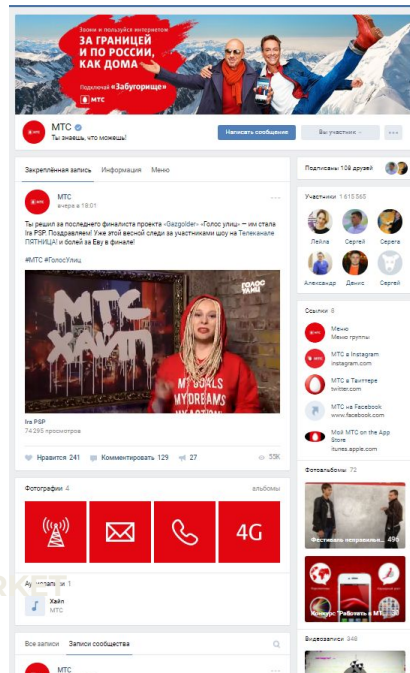 Звони и пользуйся интернетом
ЗА ГРАНИЦЕЙ
И ПО РОССИИ,
КАК ДОМА
Подключай «Забугорище»
МТС
МТС
Ты знаешь, что можешь!
Написать сообщение
Вы участник
Закреплённая запись Информация Меню
МТС
вчера в 18:01
Ты решил за последнего финалиста проекта «Gazgolder» «Голос улиц» – им стала
Ira PSP. Поздравляем! Уже этой весной следи за участниками шоу на Телеканале
ПЯТНИЦА! и болей за Еву в финале!
#МТС #ГолосУлиц
МТС
ХАЙП
ГОЛОС
УЛИЦ
MY GOALS
MY DREAMS
Ira PSP
74 295 просмотров
Нравится 241 Комментировать 129 27 55K
Фотографии 4 альбомы
4G
Аудиозаписи 1
Хайп
МТС
Все записи Записи сообщества
МТС
Подписаны 108 друзей
Участники 1 615 565
Лейла Сергей Серега
Александр Денис Сергей
Ссылки 6
Меню
Меню группы
МТС в Instagram
instagram.com
МТС в Твиттере
twitter.com
МТС на Facebook
www.facebook.com
Мой МТС on the App
Store
itunes.apple.com
Фотоальбомы 72
Фестиваль неправильн... 496
Конкурс "Работать в МТ
Видеозаписи 348